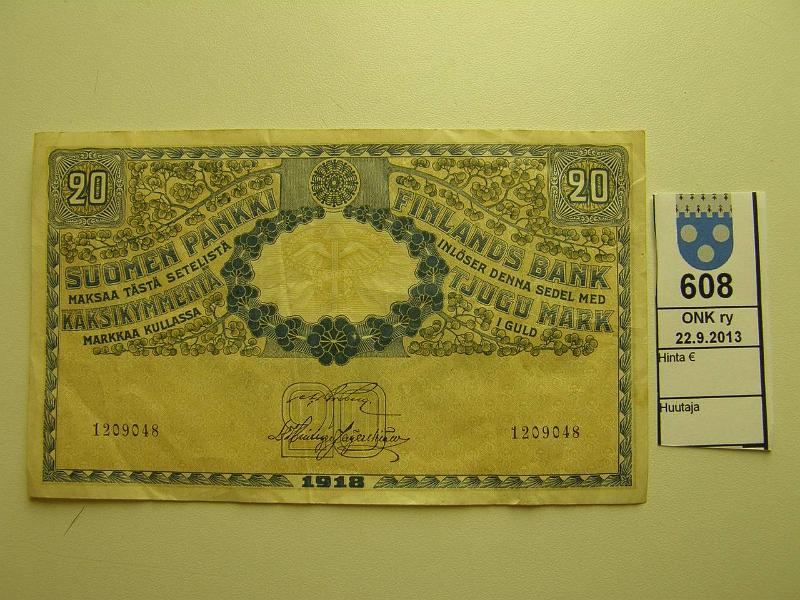 20
20
SUOMEN PANKKI
MAKSAA TÄSTÄ SETELISTÄ
KAKSIKYMMENTÄ
MARKKAA KULLASSA
FINLANDS BANK
INLÖSER DENNA SEDEL MED
TJUGU MARK
I GULD
20
1209048
1209048
1918
608
ONK ry
22.9.2013
Hinta €
Huutaja